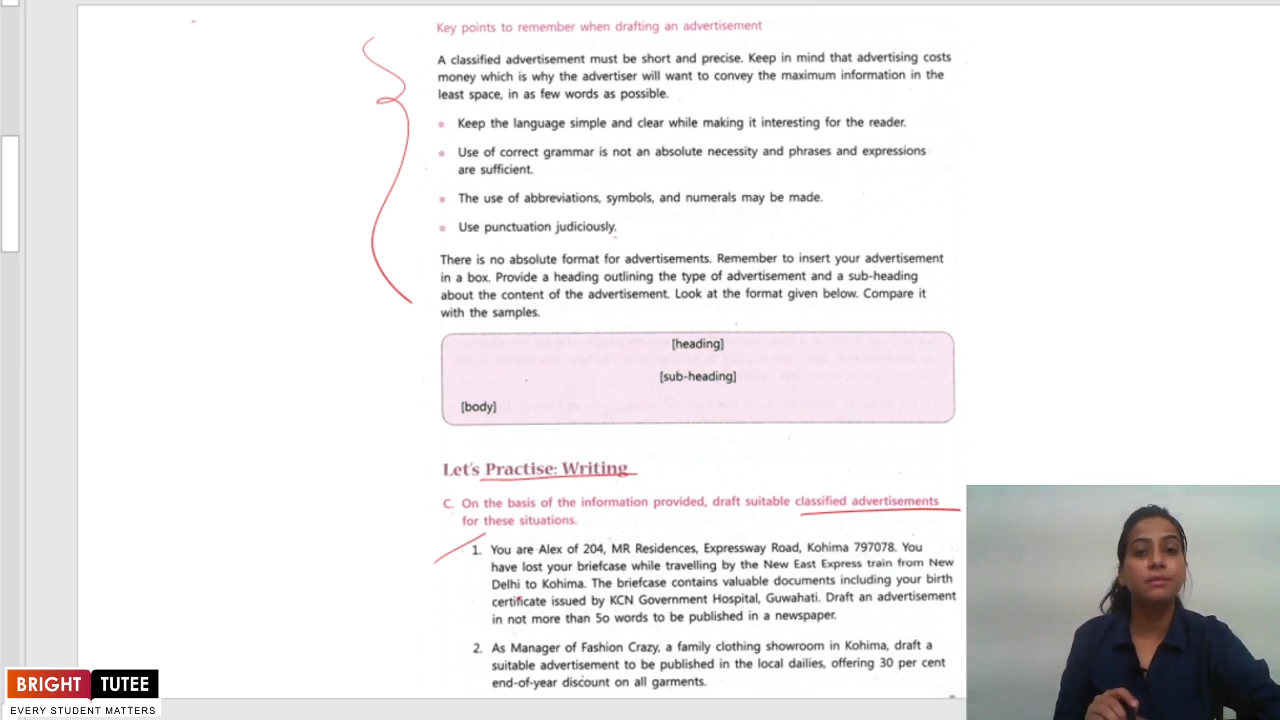 Key points to remember when drafting an advertisement
A classified advertisement must be short and precise. Keep in mind that advertising costs
money which is why the advertiser will want to convey the maximum information in the
least space, in as few words as possible.
Keep the language simple and clear while making it interesting for the reader.
Use of correct grammar is not an absolute necessity and phrases and expressions
are sufficient.
The use of abbreviations, symbols, and numerals may be made.
Use punctuation judiciously.
There is no absolute format for advertisements. Remember to insert your advertisement
in a box. Provide a heading outlining the type of advertisement and a sub-heading
about the content of the advertisement. Look at the format given below. Compare it
with the samples.
[heading]
[sub-heading]
[body]
Let's Practise: Writing
C. On the basis of the information provided, draft suitable classified advertisements
for these situations.
1. You are Alex of 204, MR Residences, Expressway Road, Kohima 797078. You
have lost your briefcase while travelling by the New East Express train from New
Delhi to Kohima. The briefcase contains valuable documents including your birth
certificate issued by KCN Government Hospital, Guwahati. Draft an advertisement
in not more than 5o words to be published in a newspaper.
2. As Manager of Fashion Crazy, a family clothing showroom in Kohima, draft a
suitable advertisement to be published in the local dailies, offering 30 per cent
end-of-year discount on all garments.
BRIGHT TUTEE
EVERY STUDENT MATTERS